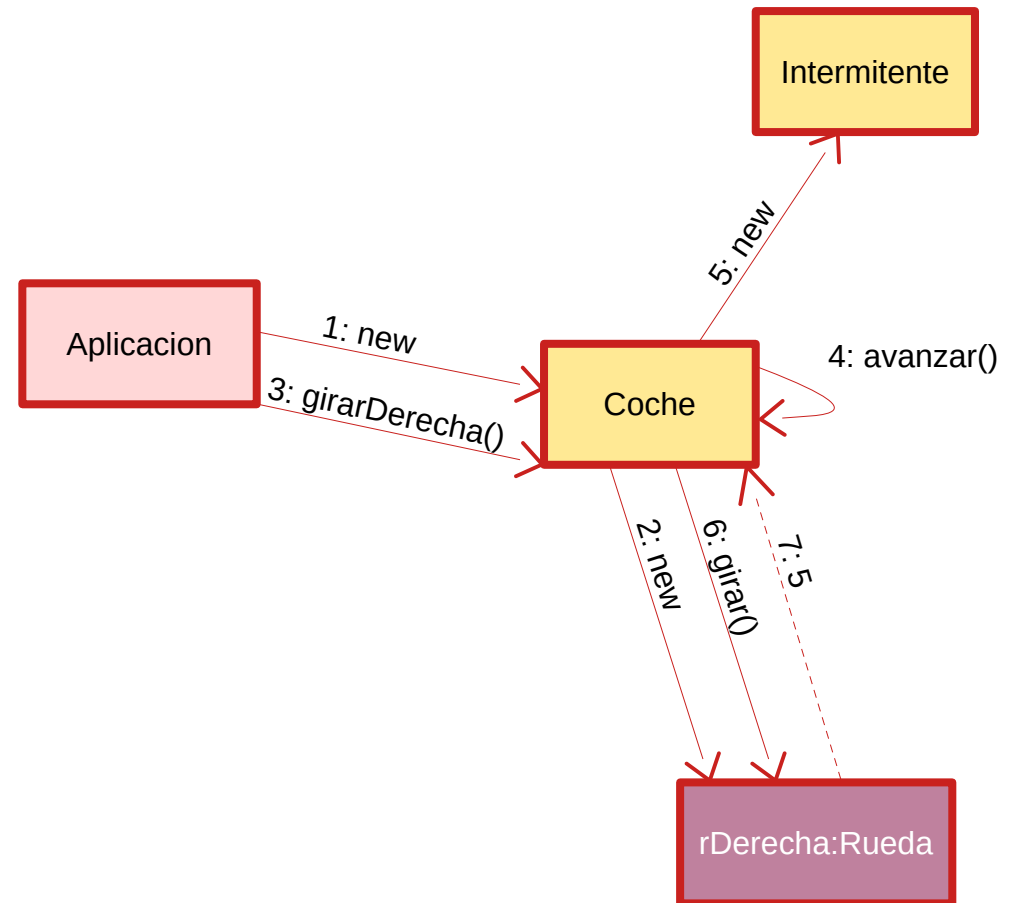 Intermitente
5: new
Aplicacion
1: new
3: girarDerecha()
Coche
4: avanzar()
2: new
6: girar()
7: 5
rDerecha:Rueda